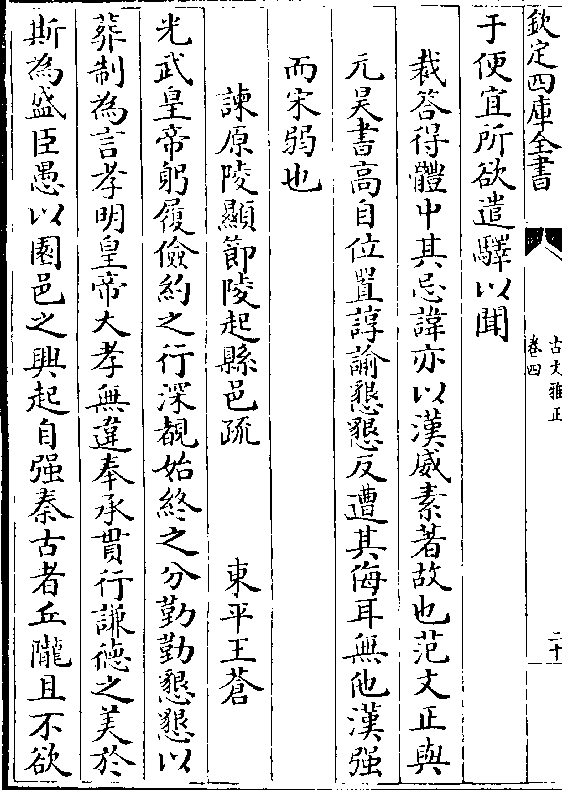 欽定四庫全書
古文雅正
卷四
二十
于便宜所欲遣驛以聞
裁答得體中其忌諱亦以漢威素著故也范文正與
元昊書高自位置諄諭懇懇反遭其侮耳無他漢强
而宋弱也
諫原陵顯節陵起縣邑疏
東平王蒼
光武皇帝躬履儉約之行深覩始終之分勤勤懇懇以
葬制為言孝明皇帝大孝無違奉承貫行謙徳之美於
斯為盛臣愚以園邑之興起自强秦古者丘隴且不欲